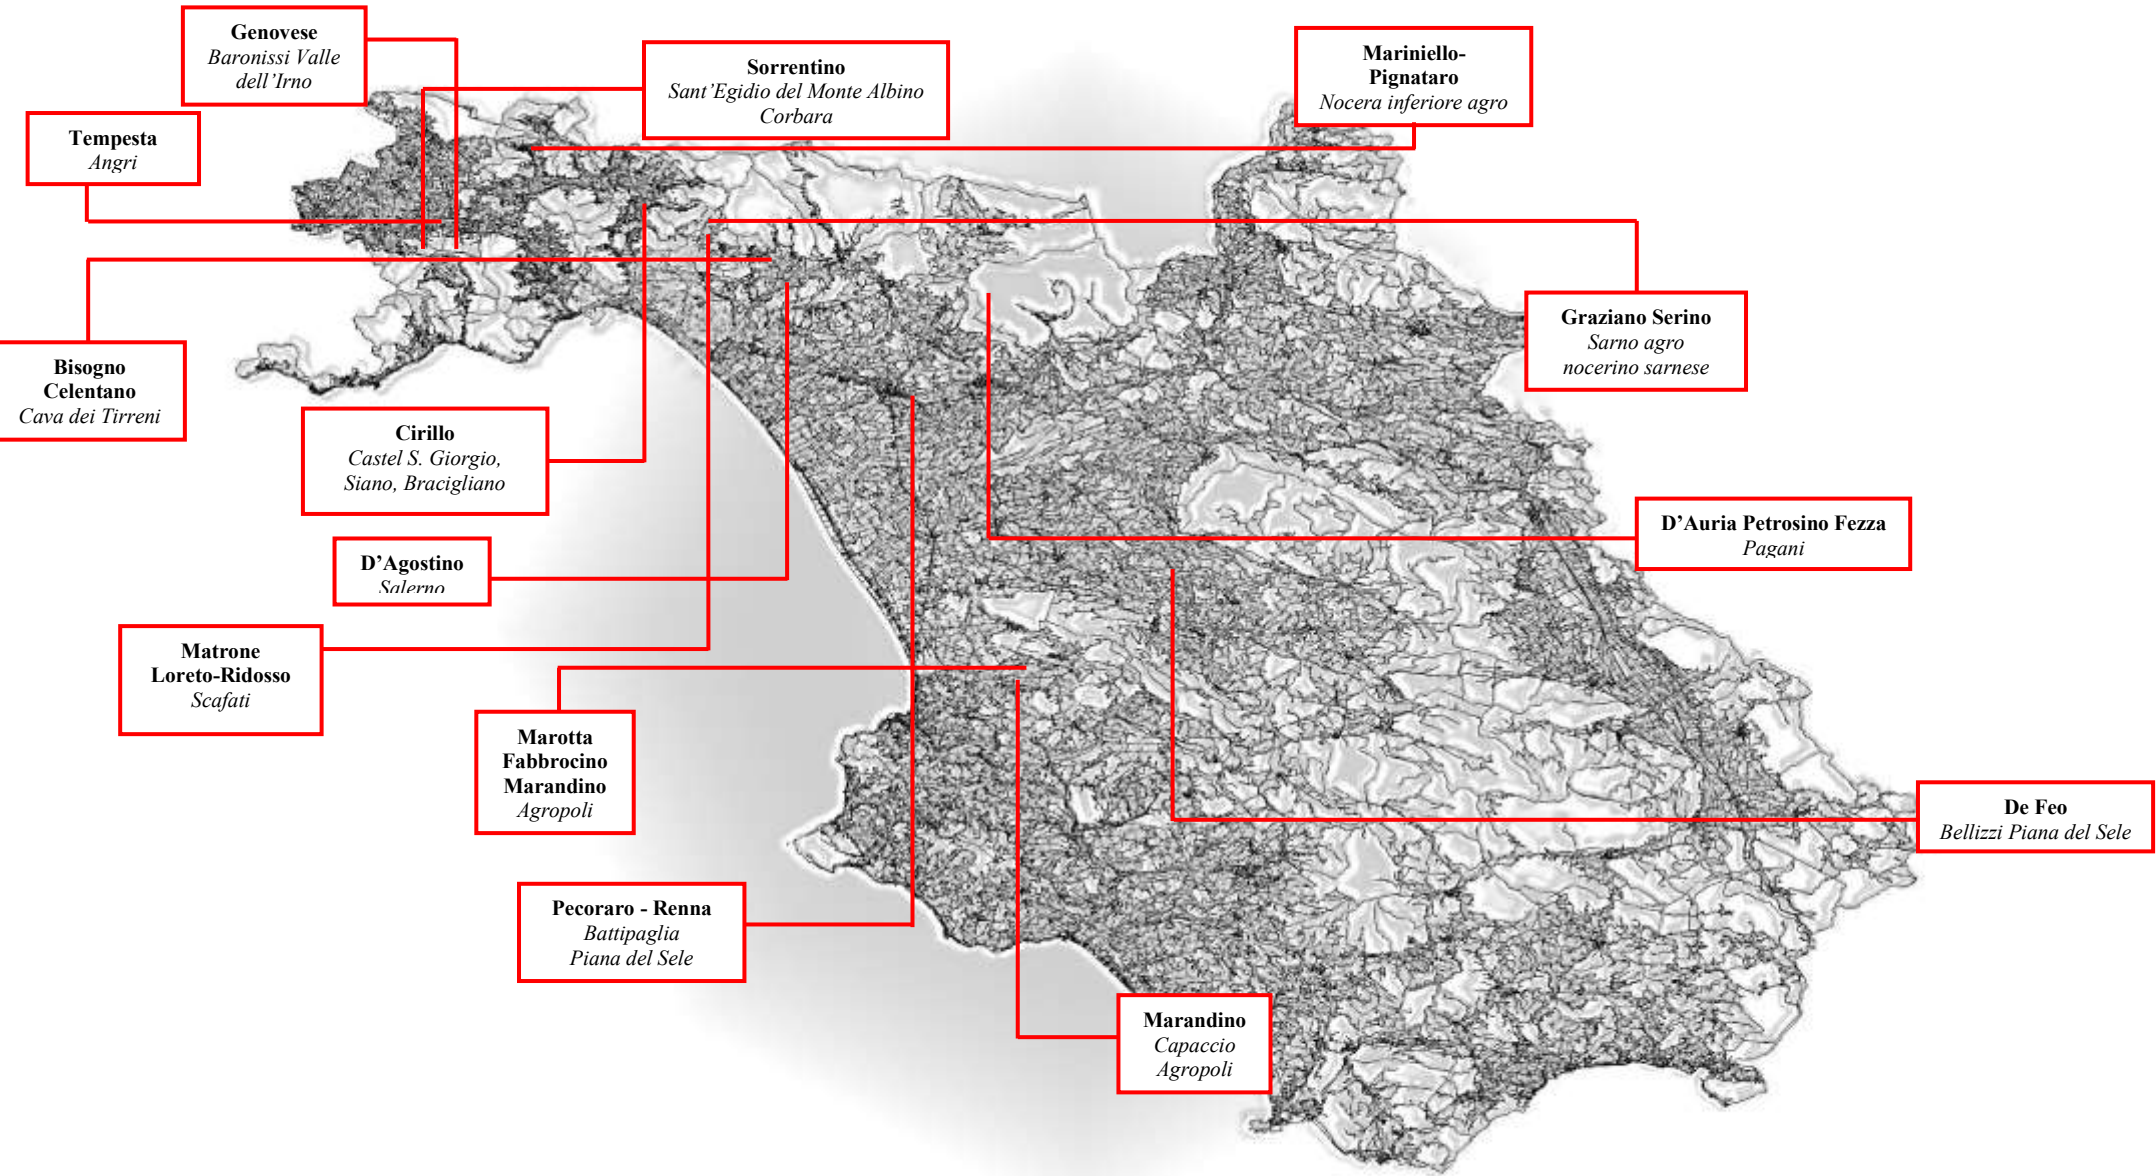 Genovese
Baronissi Valle
dell’Irno
Sorrentino
Sant’Egidio del Monte Albino
Corbara
Mariniello-
Pignataro
Nocera inferiore agro
Tempesta
Angri
Graziano Serino
Sarno agro
nocerino sarnese
Bisogno
Celentano
Cava dei Tirreni
Cirillo
Castel S. Giorgio,
Siano, Bracigliano
D’Auria Petrosino Fezza
Pagani
D’Agostino
Salerno
Matrone
Loreto-Ridosso
Scafati
Marotta
Fabbrocino
Marandino
Agropoli
De Feo
Bellizzi Piana del Sele
Pecoraro - Renna
Battipaglia
Piana del Sele
Marandino
Capaccio
Agropoli